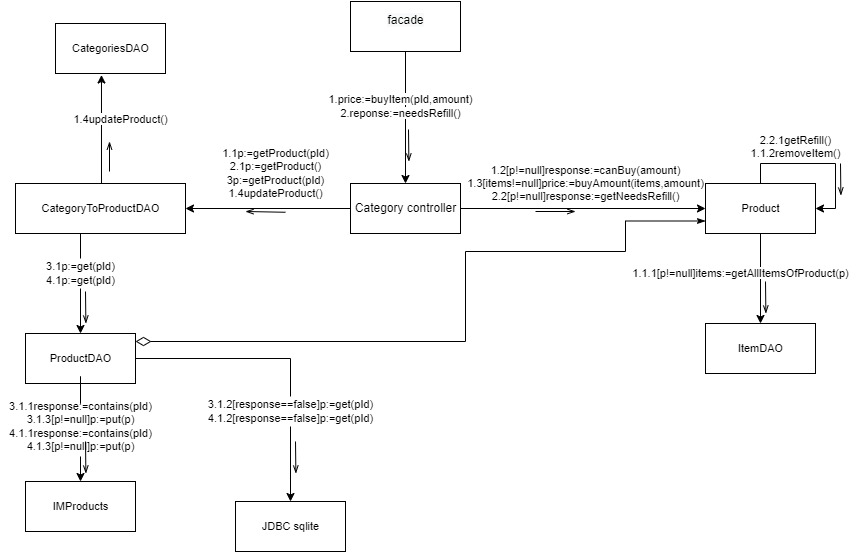 facade
CategoriesDAO
1.price:=buyItem(pId,amount)
2.reponse:=needsRefill()
1.4updateProduct()
1.1p:=getProduct(pId)
2.1p:=getProduct()
3p:=getProduct(pId)
1.4updateProduct()
1.2[p!=null]response:=canBuy(amount)
1.3[items!=null]price:=buyAmount(items,amount)
2.2[p!=null]response:=getNeedsRefill()
2.2.1getRefill()
1.1.2removeItem()
CategoryToProductDAO
Category controller
Product
3.1p:=get(pId)
4.1p:=get(pId)
1.1.1[p!=null]items:=getAllItemsOfProduct(p)
ProductDAO
ItemDAO
3.1.1response:=contains(pId)
3.1.3[p!=null]p:=put(p)
4.1.1response:=contains(pId)
4.1.3[p!=null]p:=put(p)
3.1.2[response==false]p:=get(pId)
4.1.2[response==false]p:=get(pId)
IMProducts
JDBC sqlite